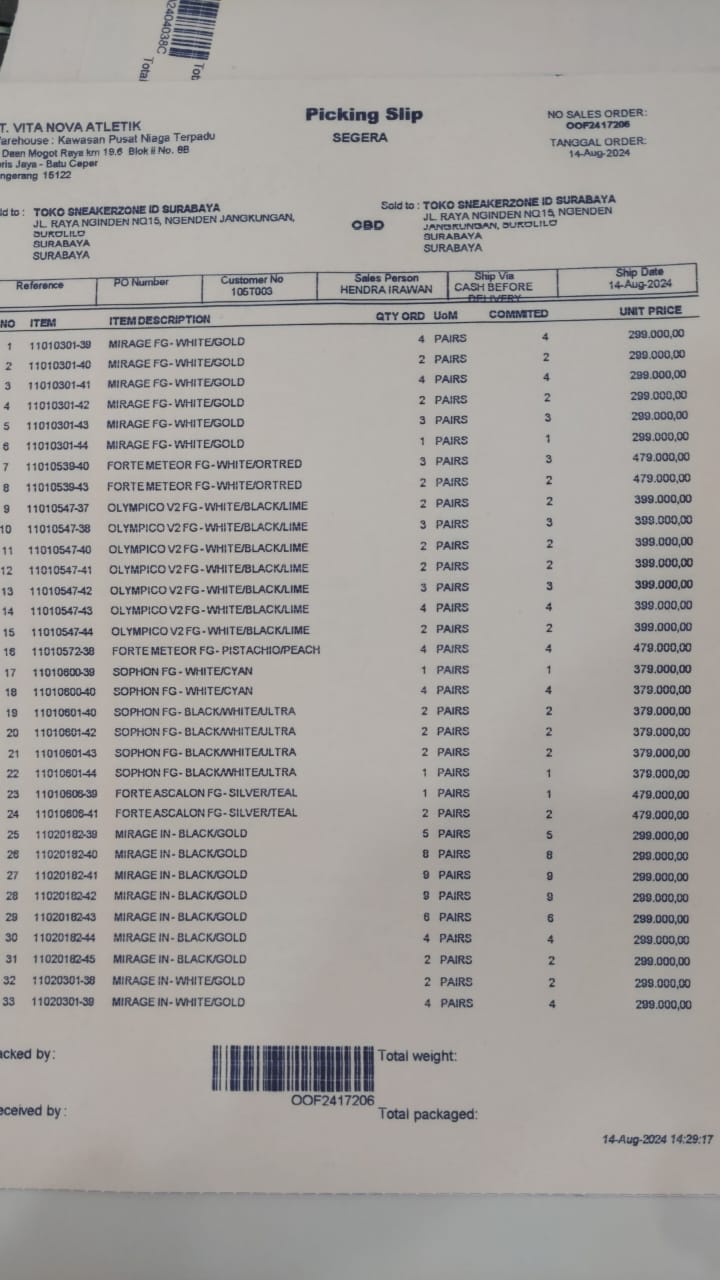 2404038C
Total
Tot
Picking Slip
SEGERA
NO SALES ORDER:
OOF2417206
TANGGAL ORDER:
14-Aug-2024
T. VITA NOVA ATLETIK
arehouse : Kawasan Pusat Niaga Terpadu
Daan Mogot Raya km 19.6 Blok ii No. 8B
ris Jaya - Batu Ceper
ngerang 15122
ld to : TOKO SNEAKERZONE ID SURABAYA
JL. RAYA NGINDEN NO15, NGENDEN JANGKUNGAN,
SUKOLILO
SURABAYA
SURABAYA
CBD
Sold to : TOKO SNEAKERZONE ID SURABAYA
JL. RAYA NGINDEN NO15, NGENDEN
JANGKUNGAN, SUKOLILO
SURABAYA
SURABAYA
Reference PO Number Customer No Sales Person Ship Via Ship Date
105T003 HENDRA IRAWAN CASH BEFORE 14-Aug-2024
DELIVERY
NO ITEM ITEM DESCRIPTION QTY ORD UoM COMMITED UNIT PRICE
1 11010301-39 MIRAGE FG - WHITE/GOLD 4 PAIRS 4 299.000,00
2 11010301-40 MIRAGE FG - WHITE/GOLD 2 PAIRS 2 299.000,00
3 11010301-41 MIRAGE FG - WHITE/GOLD 4 PAIRS 4 299.000,00
4 11010301-42 MIRAGE FG - WHITE/GOLD 2 PAIRS 2 299.000,00
5 11010301-43 MIRAGE FG - WHITE/GOLD 3 PAIRS 3 299.000,00
6 11010301-44 MIRAGE FG - WHITE/GOLD 1 PAIRS 1 299.000,00
7 11010539-40 FORTE METEOR FG - WHITE/ORTRED 3 PAIRS 3 479.000,00
8 11010539-43 FORTE METEOR FG - WHITE/ORTRED 2 PAIRS 2 479.000,00
9 11010547-37 OLYMPICO V2 FG - WHITE/BLACK/LIME 2 PAIRS 2 399.000,00
10 11010547-38 OLYMPICO V2 FG - WHITE/BLACK/LIME 3 PAIRS 3 399.000,00
11 11010547-40 OLYMPICO V2 FG - WHITE/BLACK/LIME 2 PAIRS 2 399.000,00
12 11010547-41 OLYMPICO V2 FG - WHITE/BLACK/LIME 2 PAIRS 2 399.000,00
13 11010547-42 OLYMPICO V2 FG - WHITE/BLACK/LIME 3 PAIRS 3 399.000,00
14 11010547-43 OLYMPICO V2 FG - WHITE/BLACK/LIME 4 PAIRS 4 399.000,00
15 11010547-44 OLYMPICO V2 FG - WHITE/BLACK/LIME 2 PAIRS 2 399.000,00
16 11010572-38 FORTE METEOR FG - PISTACHIO/PEACH 4 PAIRS 4 479.000,00
17 11010600-39 SOPHON FG - WHITE/CYAN 1 PAIRS 1 379.000,00
18 11010600-40 SOPHON FG - WHITE/CYAN 4 PAIRS 4 379.000,00
19 11010601-40 SOPHON FG - BLACK/WHITE/ULTRA 2 PAIRS 2 379.000,00
20 11010601-42 SOPHON FG - BLACK/WHITE/ULTRA 2 PAIRS 2 379.000,00
21 11010601-43 SOPHON FG - BLACK/WHITE/ULTRA 2 PAIRS 2 379.000,00
22 11010601-44 SOPHON FG - BLACK/WHITE/ULTRA 1 PAIRS 1 379.000,00
23 11010606-39 FORTE ASCALON FG - SILVER/TEAL 1 PAIRS 1 479.000,00
24 11010606-41 FORTE ASCALON FG - SILVER/TEAL 2 PAIRS 2 479.000,00
25 11020182-39 MIRAGE IN - BLACK/GOLD 5 PAIRS 5 299.000,00
26 11020182-40 MIRAGE IN - BLACK/GOLD 8 PAIRS 8 299.000,00
27 11020182-41 MIRAGE IN - BLACK/GOLD 9 PAIRS 9 299.000,00
28 11020182-42 MIRAGE IN - BLACK/GOLD 9 PAIRS 9 299.000,00
29 11020182-43 MIRAGE IN - BLACK/GOLD 6 PAIRS 6 299.000,00
30 11020182-44 MIRAGE IN - BLACK/GOLD 4 PAIRS 4 299.000,00
31 11020182-45 MIRAGE IN - BLACK/GOLD 2 PAIRS 2 299.000,00
32 11020301-38 MIRAGE IN - WHITE/GOLD 2 PAIRS 2 299.000,00
33 11020301-39 MIRAGE IN - WHITE/GOLD 4 PAIRS 4 299.000,00
acked by: Total weight:
OOF2417206
eceived by : Total packaged:
14-Aug-2024 14:29:17